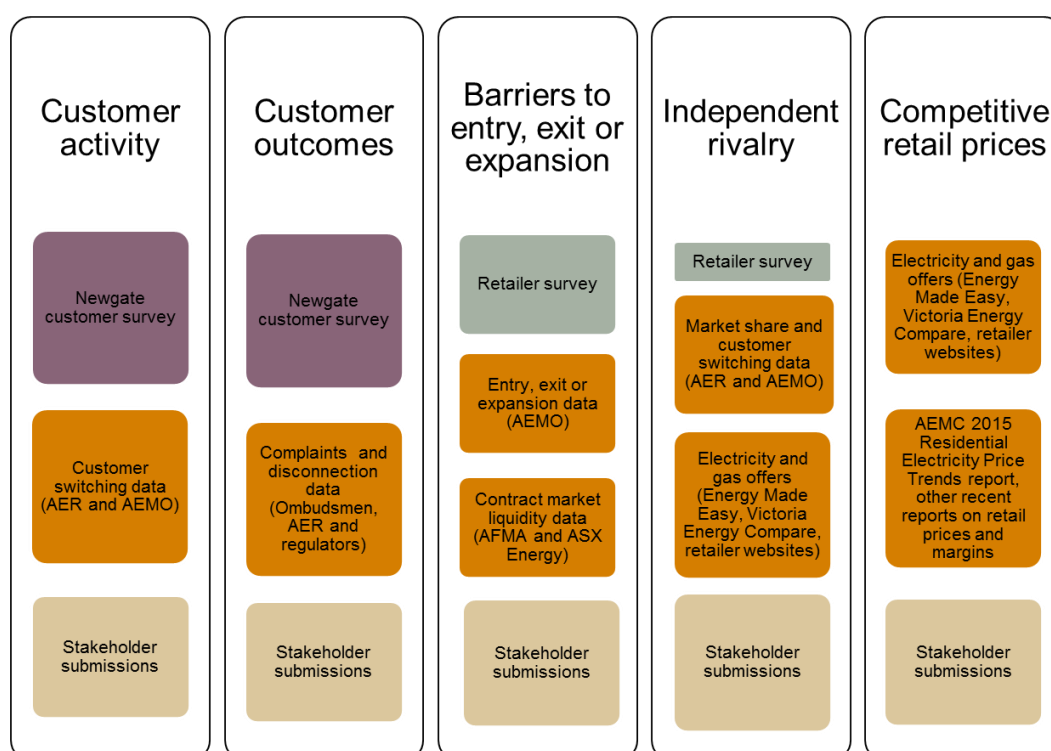 Customer
activity
Newgate
customer survey
Customer
switching data
(AER and AEMO)
Stakeholder
submissions
Customer
outcomes
Newgate
customer survey
Complaints and
disconnection
data
(Ombudsmen,
AER and
regulators)
Stakeholder
submissions
Barriers to
entry, exit or
expansion
Retailer survey
Entry, exit or
expansion data
(AEMO)
Contract market
liquidity data
(AFMA and ASX
Energy)
Stakeholder
submissions
Independent
rivalry
Retailer survey
Market share and
customer
switching data
(AER and AEMO)
Electricity and
gas offers
(Energy Made
Easy, Victoria
Energy Compare,
retailer websites)
Stakeholder
submissions
Competitive
retail prices
Electricity and gas
offers (Energy
Made Easy,
Victoria Energy
Compare, retailer
websites)
AEMC 2015
Residential
Electricity Price
Trends report,
other recent
reports on retail
prices and
margins
Stakeholder
submissions